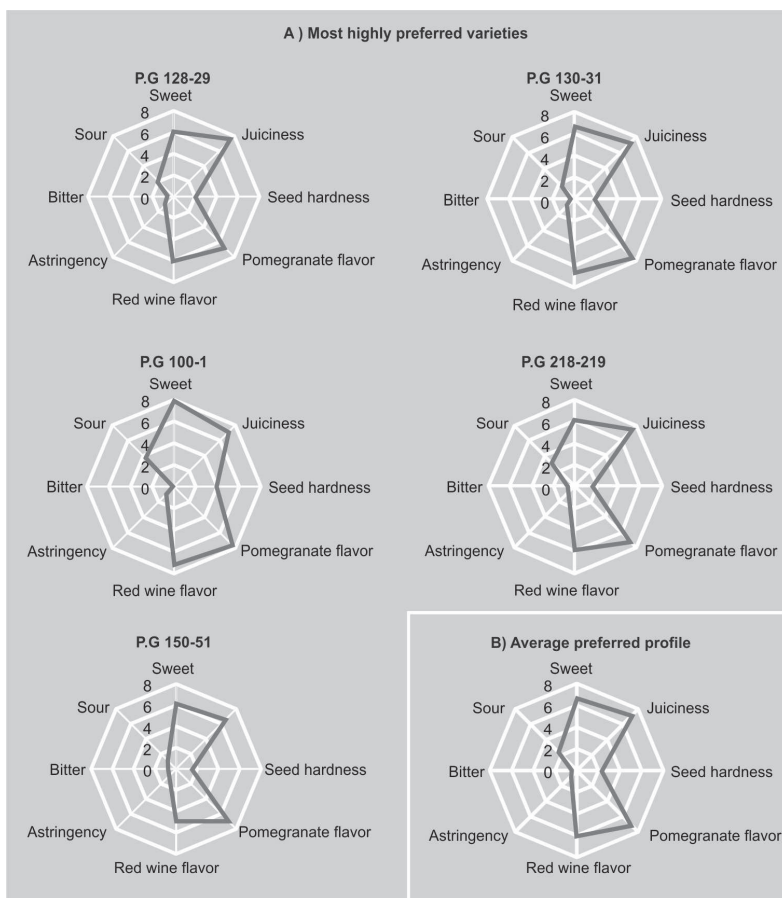 A ) Most highly preferred varieties
P.G 128-29
Sweet
8
6
4
2
0
Juiciness
Seed hardness
Pomegranate flavor
Red wine flavor
Astringency
Bitter
Sour
P.G 130-31
Sweet
8
6
4
2
0
Juiciness
Seed hardness
Pomegranate flavor
Red wine flavor
Astringency
Bitter
Sour
P.G 100-1
Sweet
8
6
4
2
0
Juiciness
Seed hardness
Pomegranate flavor
Red wine flavor
Astringency
Bitter
Sour
P.G 218-219
Sweet
8
6
4
2
0
Juiciness
Seed hardness
Pomegranate flavor
Red wine flavor
Astringency
Bitter
Sour
P.G 150-51
Sweet
8
6
4
2
0
Juiciness
Seed hardness
Pomegranate flavor
Red wine flavor
Astringency
Bitter
Sour
B) Average preferred profile
Sweet
8
6
4
2
0
Juiciness
Seed hardness
Pomegranate flavor
Red wine flavor
Astringency
Bitter
Sour